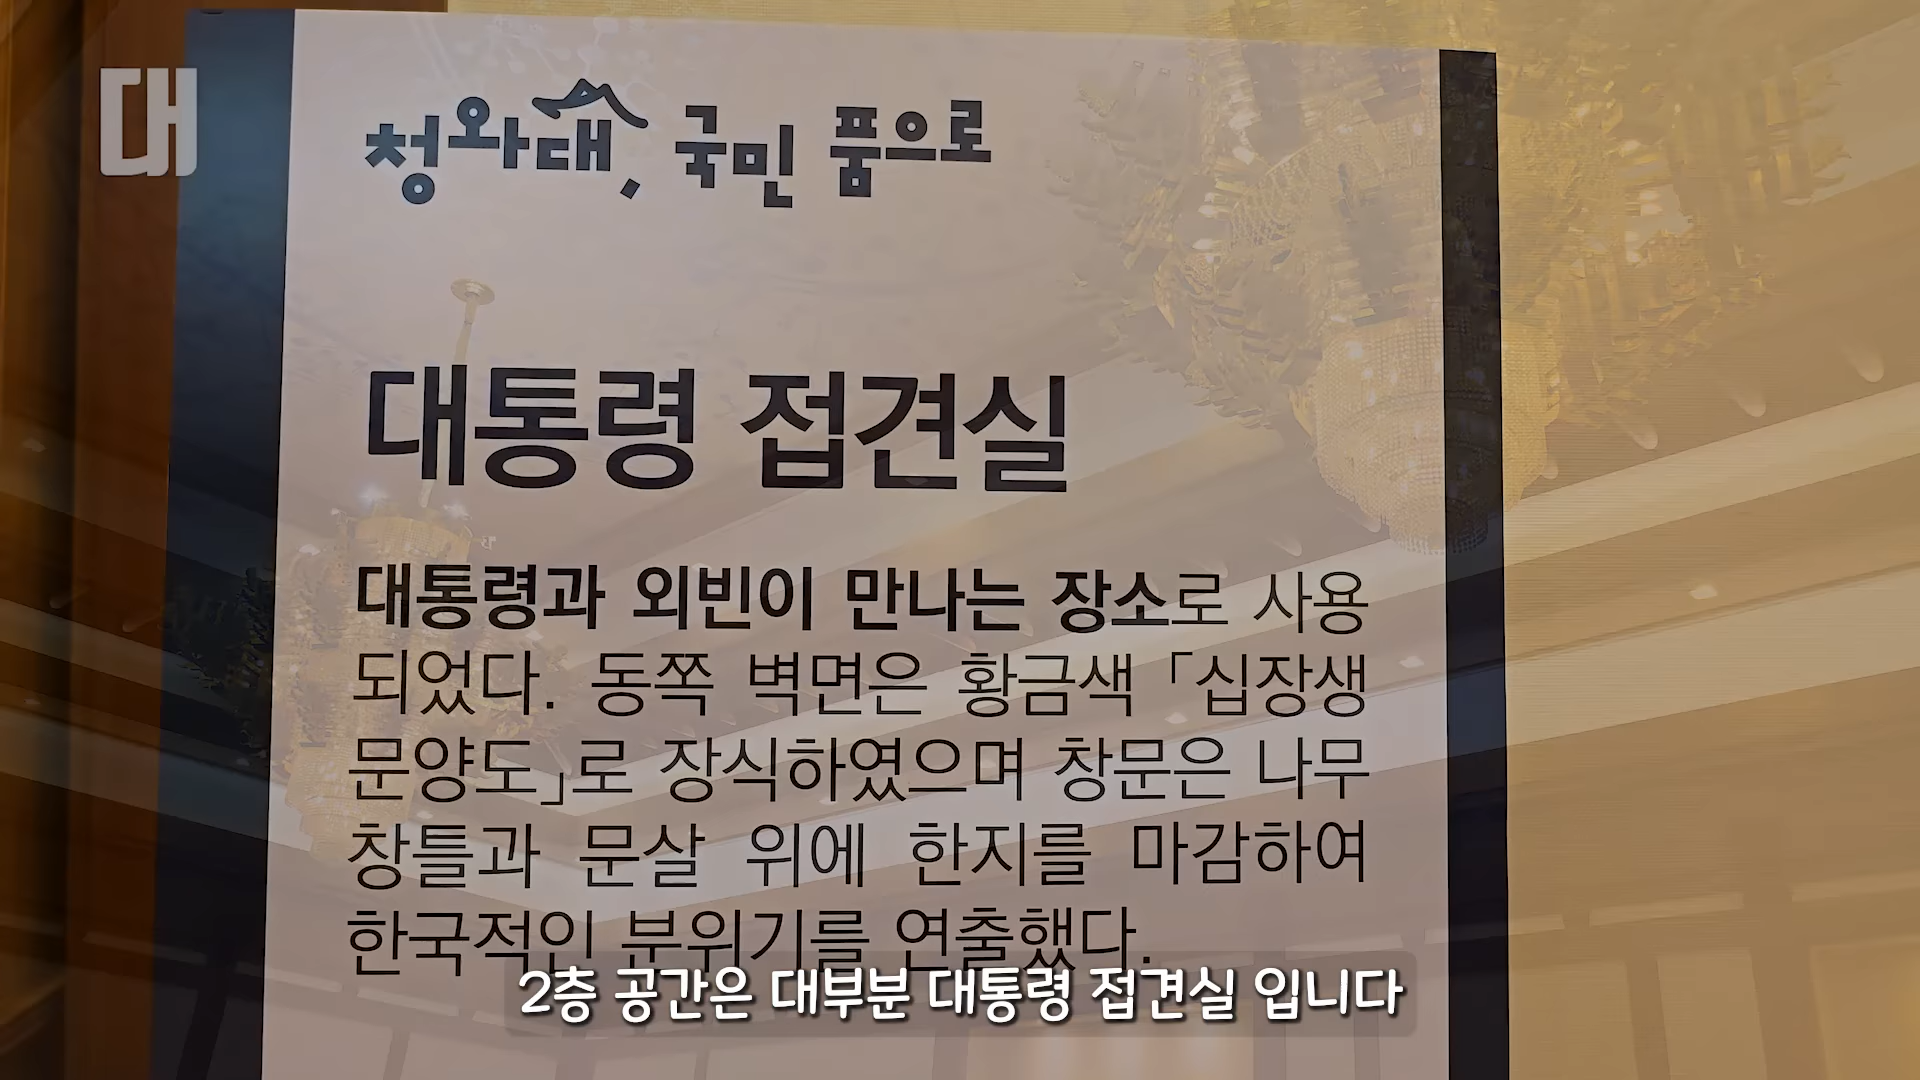 대
청와대, 국민 품으로
대통령 접견실
대통령과 외빈이 만나는 장소로 사용
되었다. 동쪽 벽면은 황금색 「십장생
문양도」로 장식하였으며 창문은 나무
창틀과 문살 위에 한지를 마감하여
한국적인 분위기를 연출했다.
2층 공간은 대부분 대통령 접견실 입니다